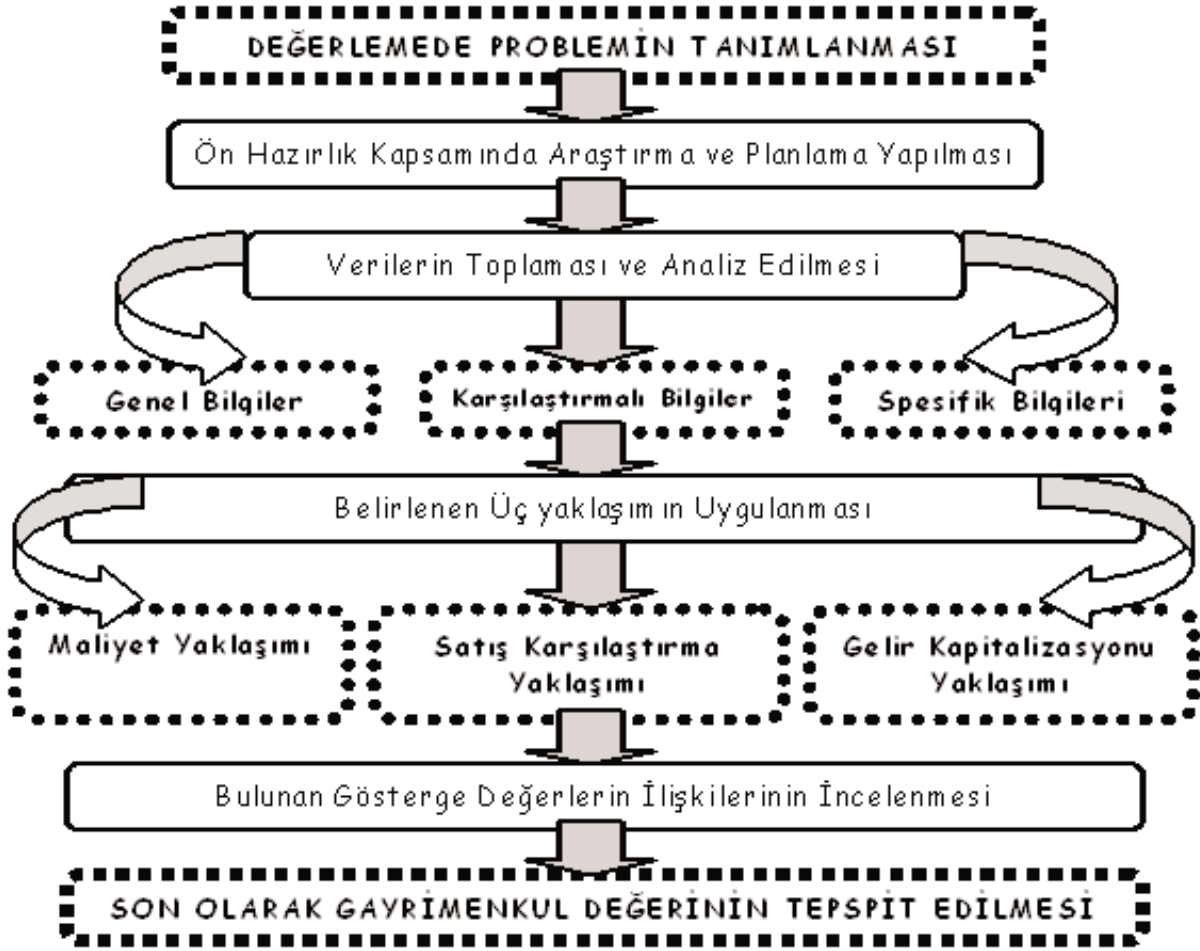 DEĞERLEMEDE PROBLEMİN TANIMLANMASI
Ön Hazırlık Kapsamında Araştırma ve Planlama Yapılması
Verilerin Toplaması ve Analiz Edilmesi
Genel Bilgiler
Karşılaştırmalı Bilgiler
Spesifik Bilgileri
Belirlenen Üç yaklaşımın Uygulanması
Maliyet Yaklaşımı
Satış Karşılaştırma
Yaklaşımı
Gelir Kapitalizasyonu
Yaklaşımı
Bulunan Gösterge Değerlerin İlişkilerinin İncelenmesi
SON OLARAK GAYRİMENKUL DEĞERİNİN TEPSPİT EDİLMESİ